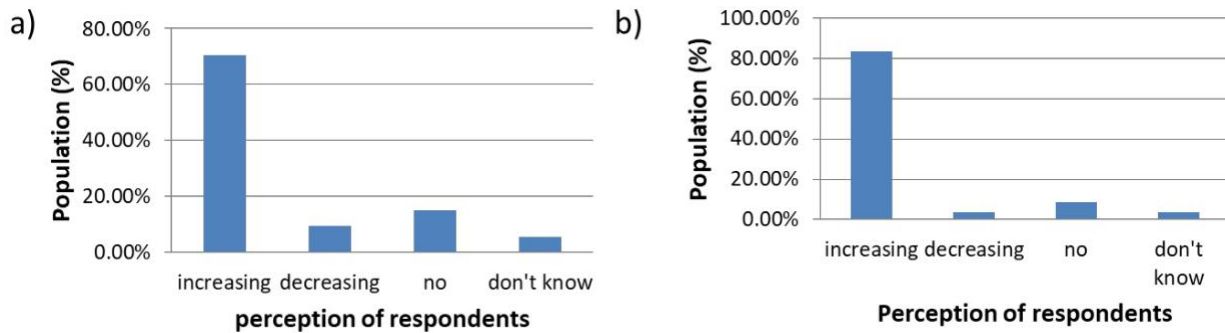 a)
Population (%)
80.00%
60.00%
40.00%
20.00%
0.00%
increasing decreasing no don't know
perception of respondents
b)
Population (%)
100.00%
80.00%
60.00%
40.00%
20.00%
0.00%
increasing decreasing no don't
know
Perception of respondents